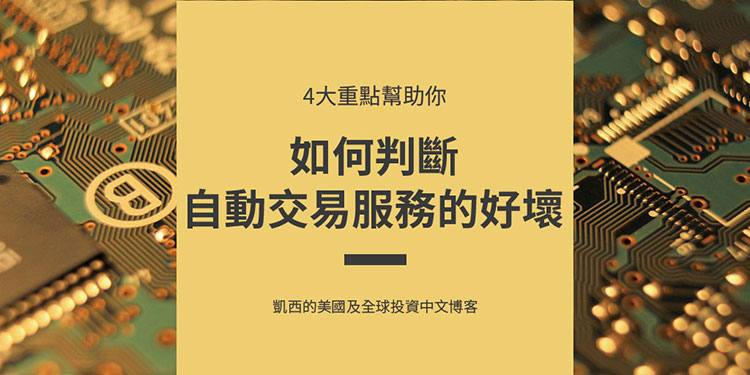 4大重點幫助你
如何判斷
自動交易服務的好壞
凱西的美國及全球投資中文博客
B